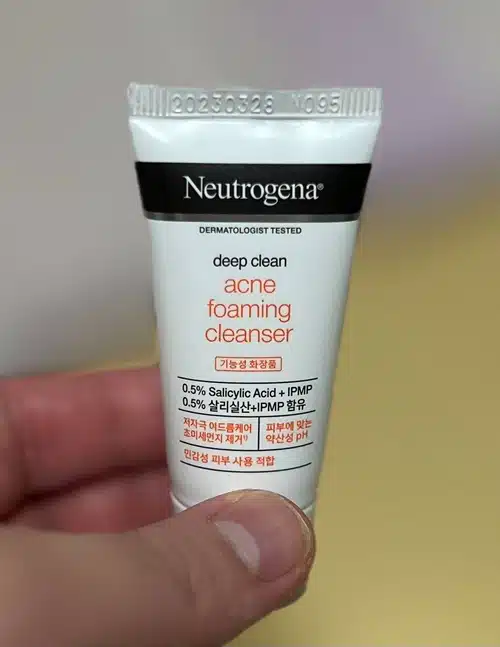 20230328 N095
Neutrogena®
DERMATOLOGIST TESTED
deep clean
acne
foaming
cleanser
기능성 화장품
0.5% Salicylic Acid + IPMP
0.5% 살리실산+IPMP 함유
저자극 여드름케어
초미세먼지 제거¹⁾
피부에 맞는
약산성 pH
민감성 피부 사용 적합